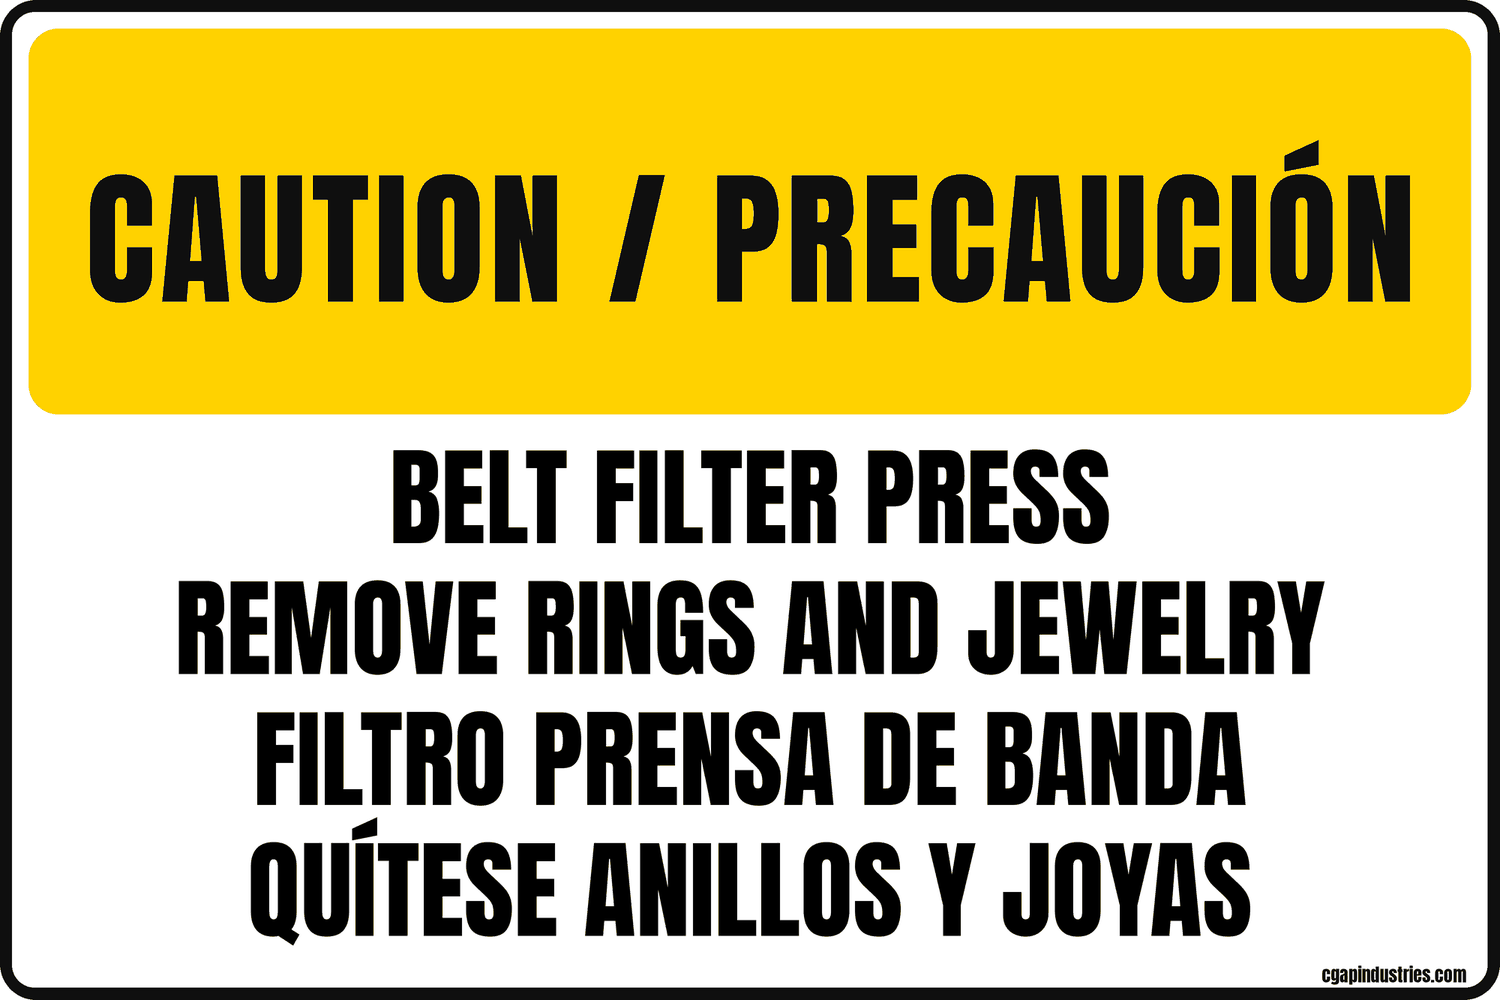 CAUTION / PRECAUCIÓN
BELT FILTER PRESS
REMOVE RINGS AND JEWELRY
FILTRO PRENSA DE BANDA
QUÍTESE ANILLOS Y JOYAS
cgapindustries.com